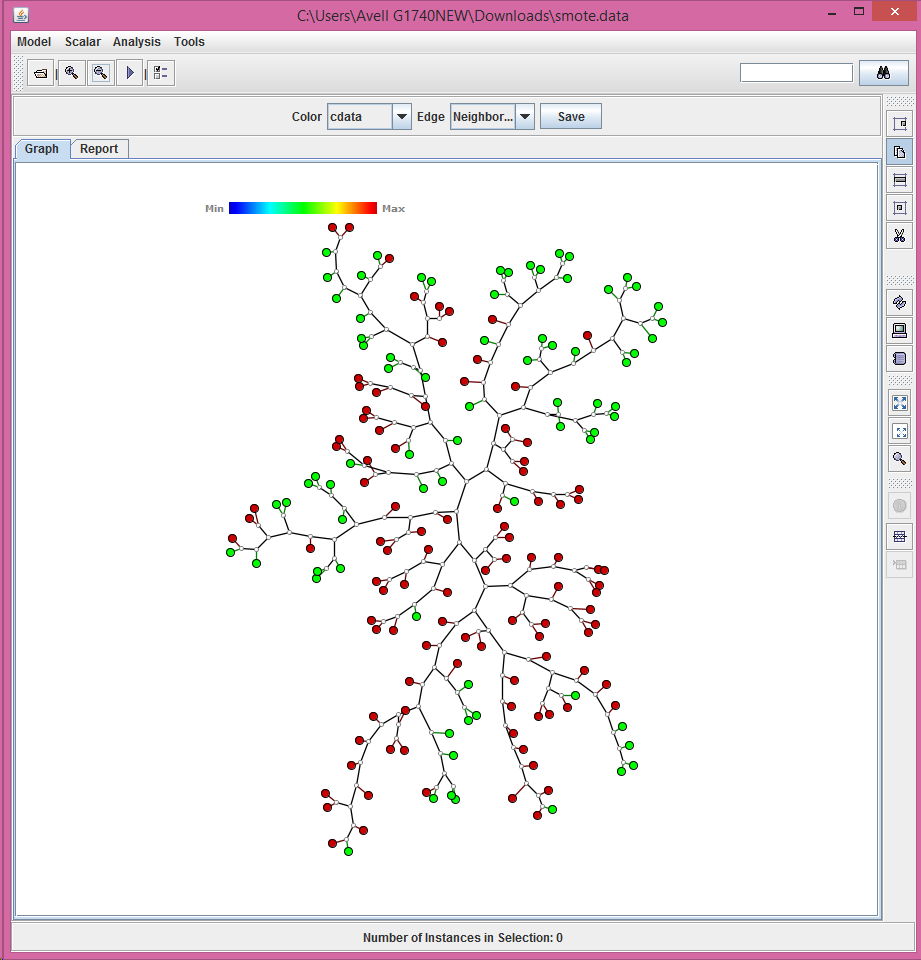 C:\Users\Avell G1740NEW\Downloads\smote.data
Model Scalar Analysis Tools
Color cdata Edge Neighbor... Save
Graph Report
Min Max
Number of Instances in Selection: 0